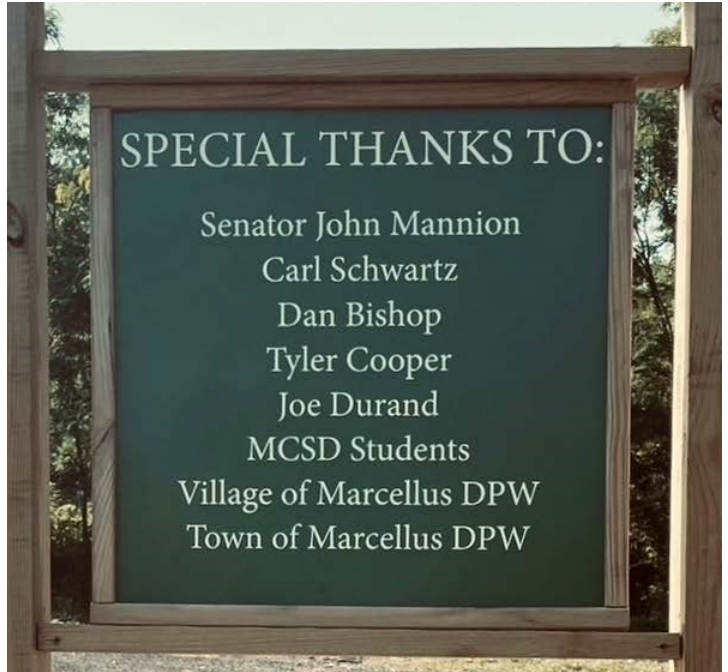 SPECIAL THANKS TO:
Senator John Mannion
Carl Schwartz
Dan Bishop
Tyler Cooper
Joe Durand
MCSD Students
Village of Marcellus DPW
Town of Marcellus DPW